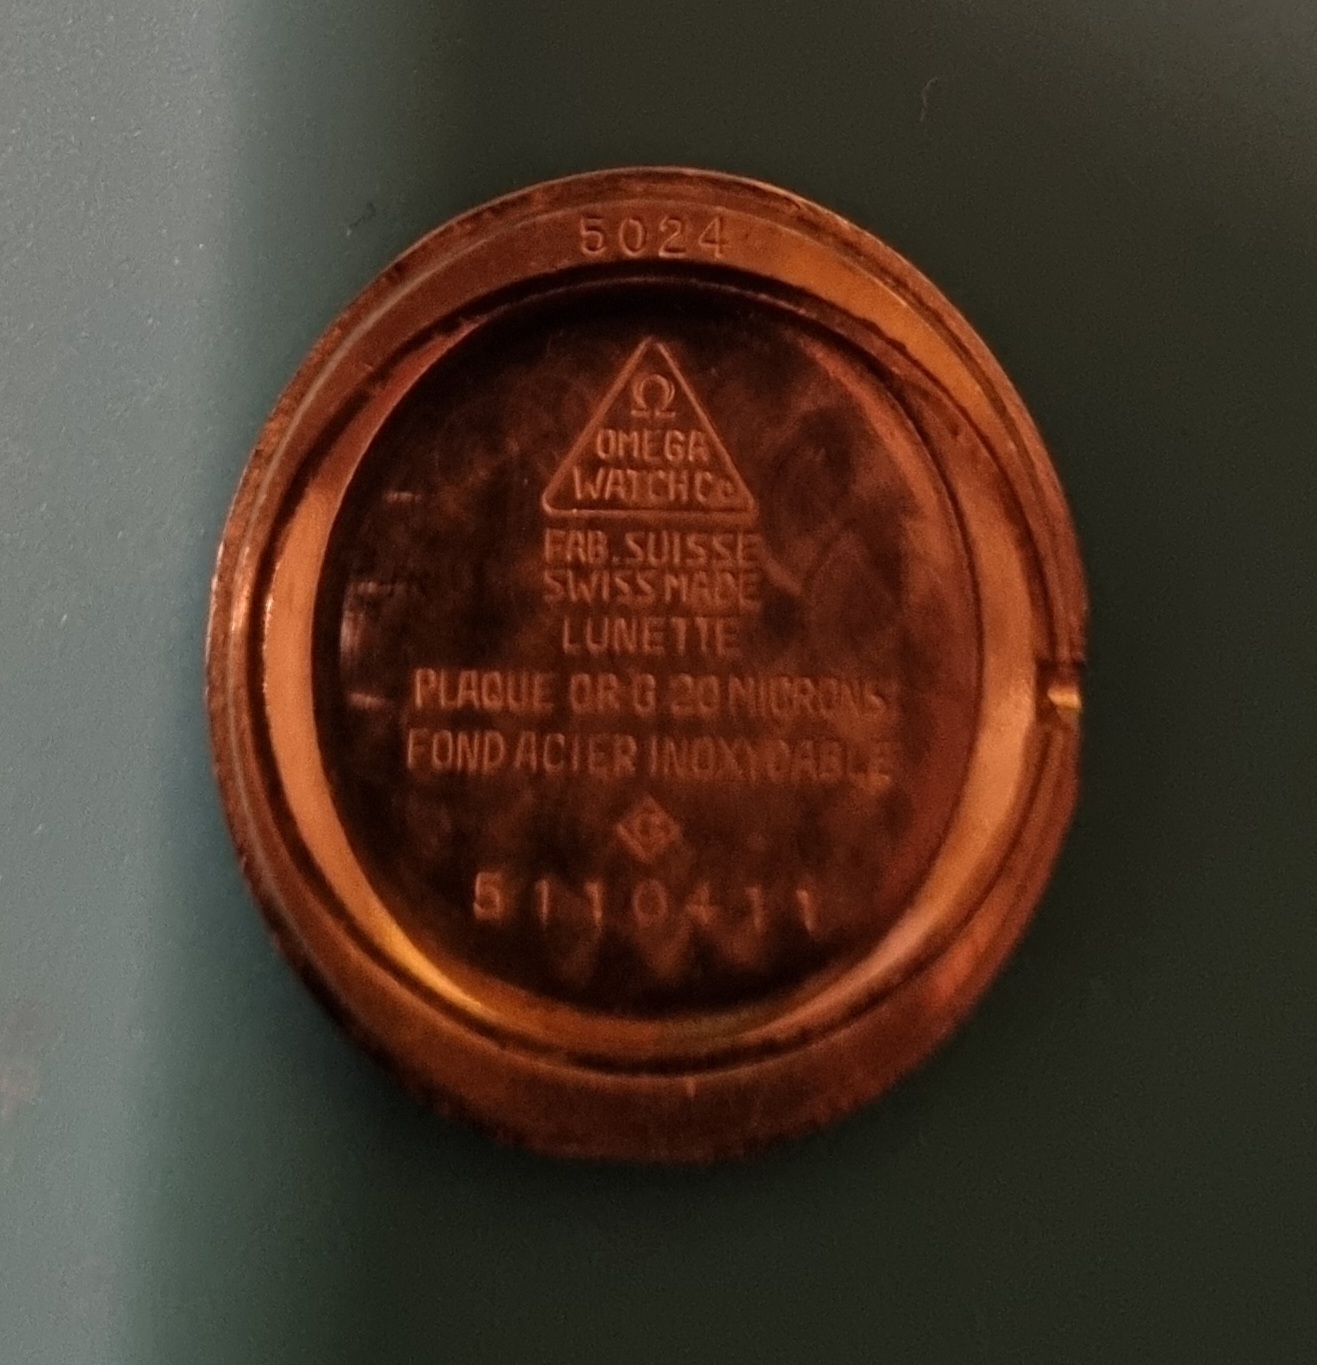 5024
Ω
OMEGA
WATCH Co
FAB. SUISSE
SWISS MADE
LUNETTE
PLAQUE OR G 20 MICRONS
FOND ACIER INOXYDABLE
G
5110411